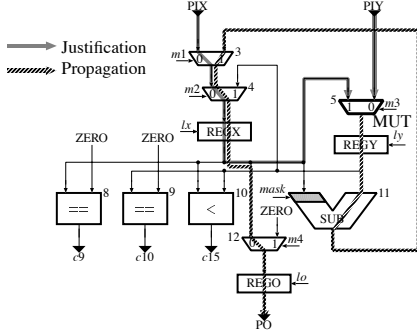 PIX
PIY
Justification
Propagation
m1
0
1
3
m2
0
1
4
5
1
0
m3
MUT
lx
REGX
ly
REGY
ZERO
ZERO
mask
8
9
10
11
==
==
<
ZERO
SUB
c9
c10
c15
12
0
1
m4
REGO
lo
PO